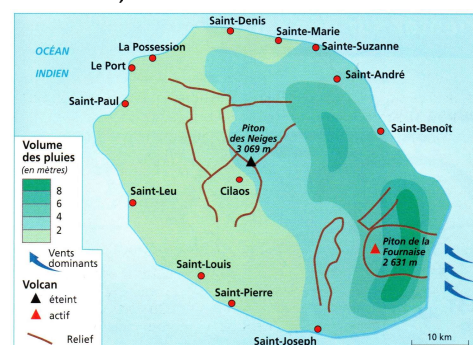 Saint-Denis
Sainte-Marie
OCÉAN
INDIEN
La Possession
Sainte-Suzanne
Le Port
Saint-André
Saint-Paul
Saint-Benoît
Piton
des Neiges
3 069 m
Volume
des pluies
(en mètres)
8
6
4
2
Cilaos
Saint-Leu
Piton de la
Fournaise
2 631 m
Vents
dominants
Saint-Louis
Volcan
éteint
actif
Saint-Pierre
Relief
Saint-Joseph
10 km